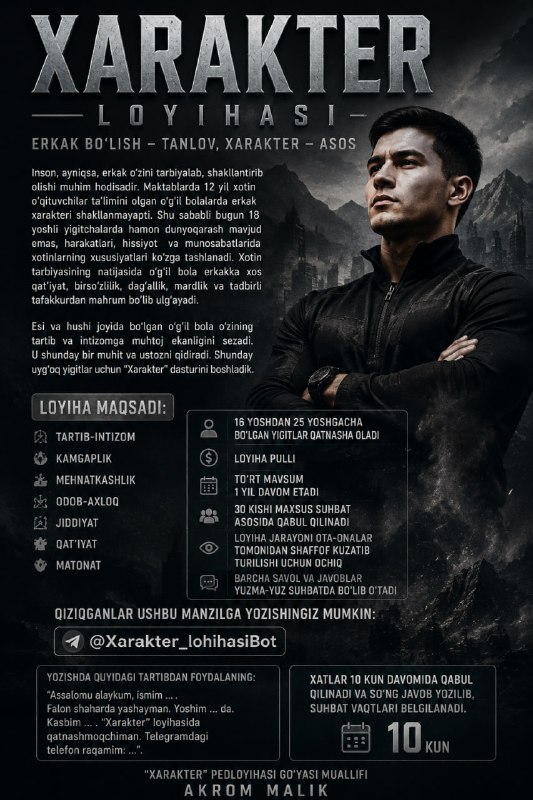 XARAKTER
LOYIHASI
ERKAK BO‘LISH – TANLOV, XARAKTER – ASOS
Inson, ayniqsa, erkak o‘zini tarbiyalab, shakllantirib
olishi muhim hodisadir. Maktablarda 12 yil xotin
o‘qituvchilar ta’limini olgan o‘g‘il bolalarda erkak
xarakteri shakllanmayapti. Shu sababli bugun 18
yoshli yigitchalarda hamon dunyoqarash mavjud
emas, harakatlari, hissiyot va munosabatlarida
xotinlarning xususiyatlari ko‘zga tashlanadi. Xotin
tarbiyasining natijasida o‘g‘il bola erkakka xos
qat’iyat, birso‘zlilik, dag‘allik, mardlik va tadbirli
tafakkurdan mahrum bo‘lib ulg‘ayadi.
Esi va hushi joyida bo‘lgan o‘g‘il bola o‘zining
tartib va intizomga muhtoj ekanligini sezadi.
U shunday bir muhit va ustozni qidiradi. Shunday
uyg‘oq yigitlar uchun “Xarakter” dasturini boshladik.
LOYIHA MAQSADI:
TARTIB-INTIZOM
KAMGAPLIK
MEHNATKASHLIK
ODOB-AXLOQ
JIDDIYAT
QAT’IYAT
MATONAT
16 YOSHDAN 25 YOSHGACHA
BO‘LGAN YIGITLAR QATNASHA OLADI
LOYIHA PULLI
TO‘RT MAVSUM
1 YIL DAVOM ETADI
30 KISHI MAXSUS SUHBAT
ASOSIDA QABUL QILINADI
LOYIHA JARAYONI OTA-ONALAR
TOMONIDAN SHAFFOF KUZATIB
TURILISHI UCHUN OCHIQ
BARCHA SAVOL VA JAVOBLAR
YUZMA-YUZ SUHBATDA BO‘LIB O‘TADI
QIZIQGANLAR USHBU MANZILGA YOZISHINGIZ MUMKIN:
@Xarakter_lohihasiBot
YOZISHDA QUYIDAGI TARTIBDAN FOYDALANING:
“Assalomu alaykum, ismim ... .
Falon shaharda yashayman. Yoshim ... da.
Kasbim ... . “Xarakter” loyihasida
qatnashmoqchiman. Telegramdagi
telefon raqamim: ...”.
XATLAR 10 KUN DAVOMIDA QABUL
QILINADI VA SO‘NG JAVOB YOZILIB,
SUHBAT VAQTLARI BELGILANADI.
10 KUN
“XARAKTER” PEDLOYIHASI G‘OYASI MUALLIFI
AKROM MALIK